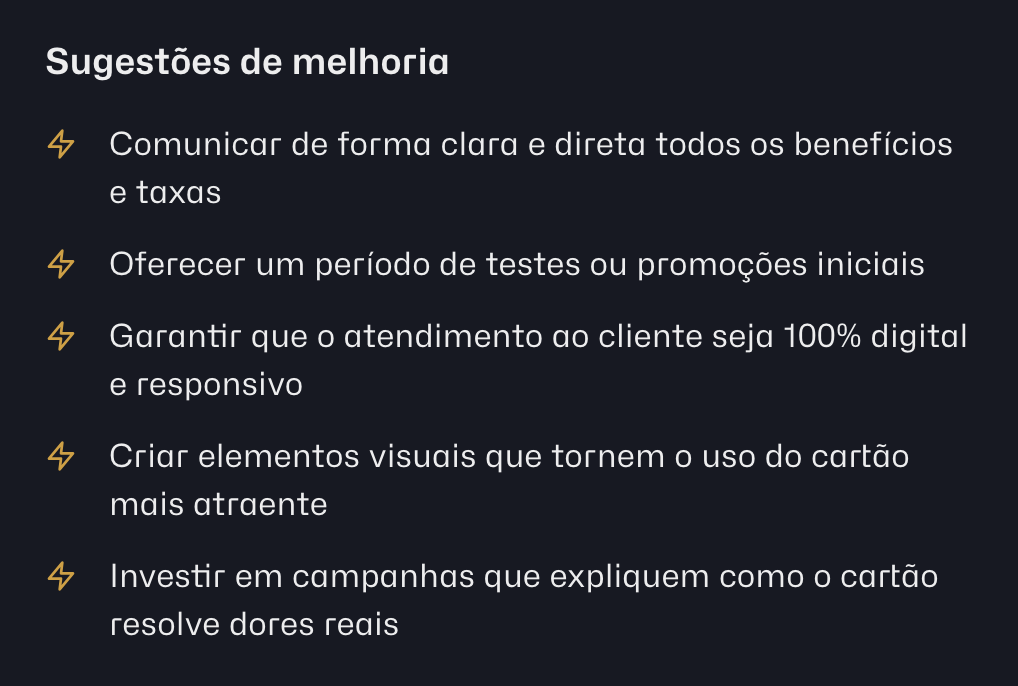 Sugestões de melhoria
Comunicar de forma clara e direta todos os benefícios
e taxas
Oferecer um período de testes ou promoções iniciais
Garantir que o atendimento ao cliente seja 100% digital
e responsivo
Criar elementos visuais que tornem o uso do cartão
mais atraente
Investir em campanhas que expliquem como o cartão
resolve dores reais